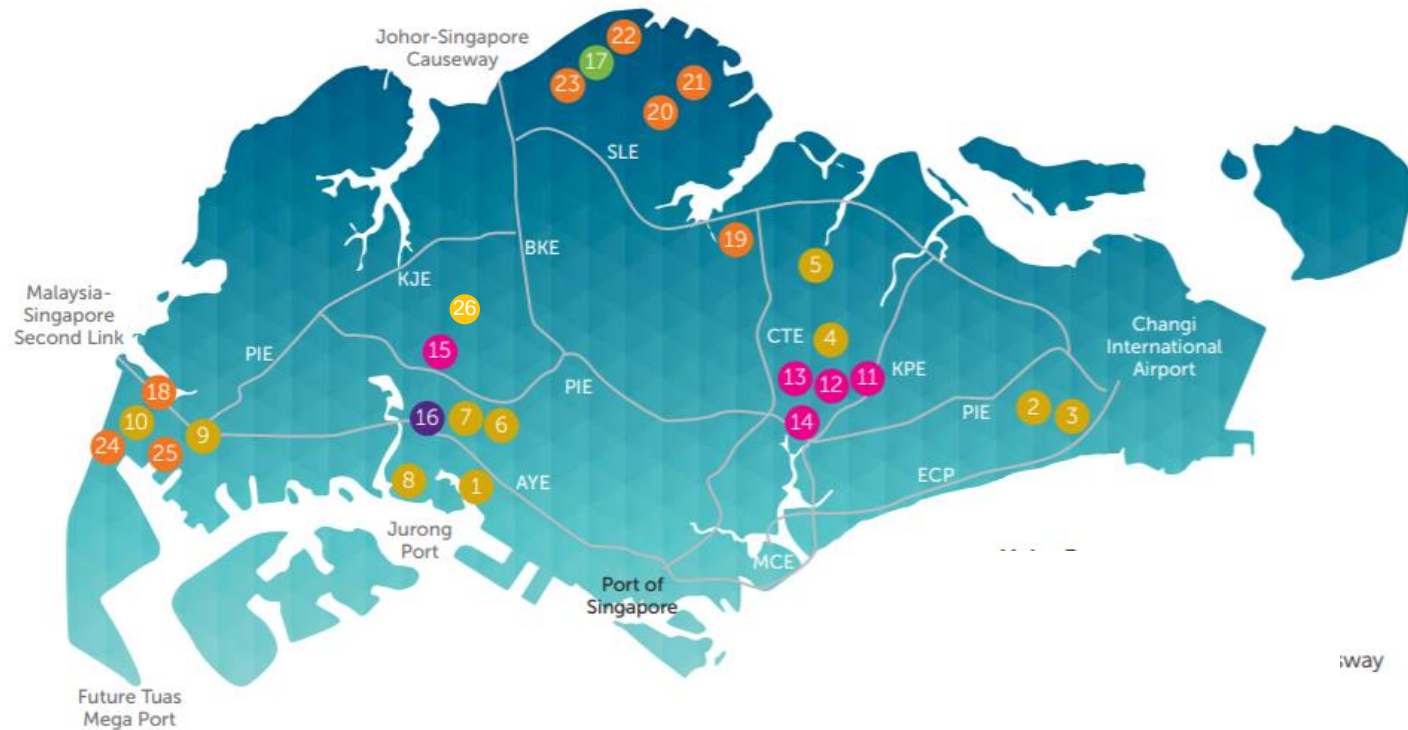 Johor-Singapore
Causeway
22
17
23
21
20
SLE
19
BKE
5
KJE
26
Malaysia-
Singapore
Second Link
CTE
4
Changi
International
Airport
15
PIE
PIE
13
12
11
KPE
18
10
16
7
6
14
PIE
2
3
24
25
9
8
1
AYE
ECP
Jurong
Port
MCE
Port of
Singapore
sway
Future Tuas
Mega Port